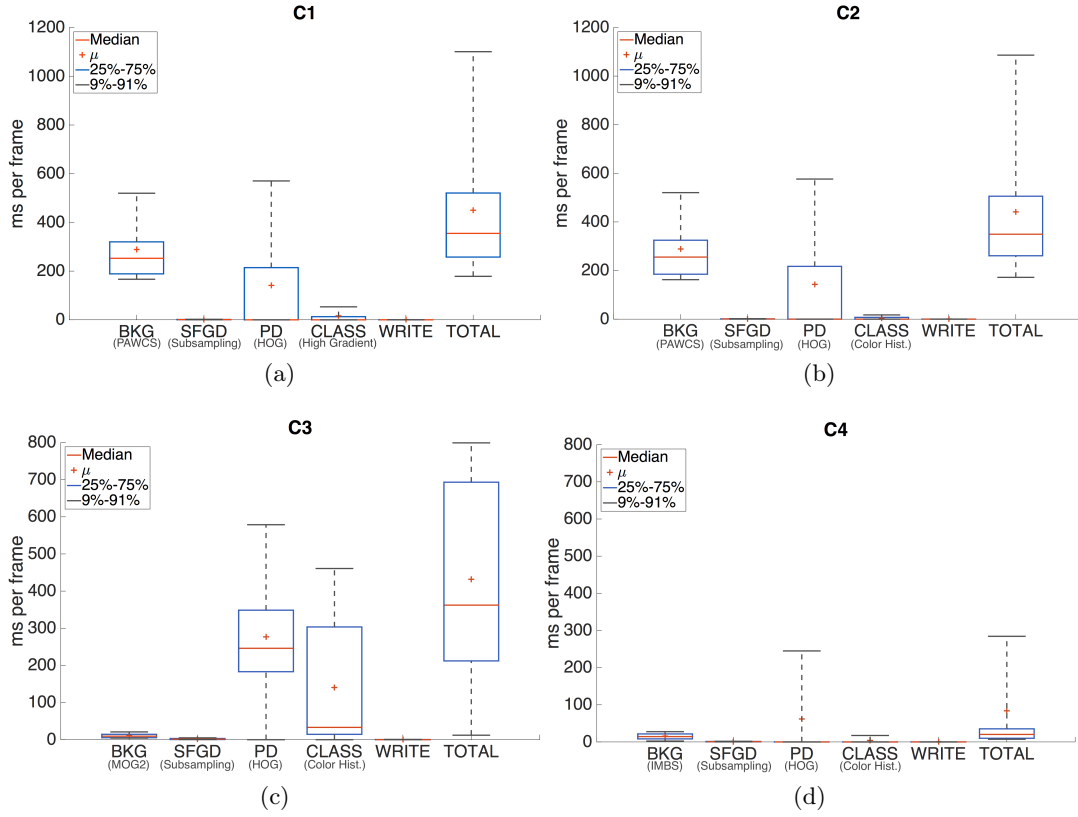 C1
1200
1000
800
600
400
200
0
ms per frame
Median
μ
25%-75%
9%-91%
BKG SFGD PD CLASS WRITE TOTAL
(PAWCS) (Subsampling) (HOG) (High Gradient)
(a)
C2
1200
1000
800
600
400
200
0
ms per frame
Median
μ
25%-75%
9%-91%
BKG SFGD PD CLASS WRITE TOTAL
(PAWCS) (Subsampling) (HOG) (Color Hist.)
(b)
C3
800
700
600
500
400
300
200
100
0
ms per frame
Median
μ
25%-75%
9%-91%
BKG SFGD PD CLASS WRITE TOTAL
(MOG2) (Subsampling) (HOG) (Color Hist.)
(c)
C4
800
700
600
500
400
300
200
100
0
ms per frame
Median
μ
25%-75%
9%-91%
BKG SFGD PD CLASS WRITE TOTAL
(IMBS) (Subsampling) (HOG) (Color Hist.)
(d)